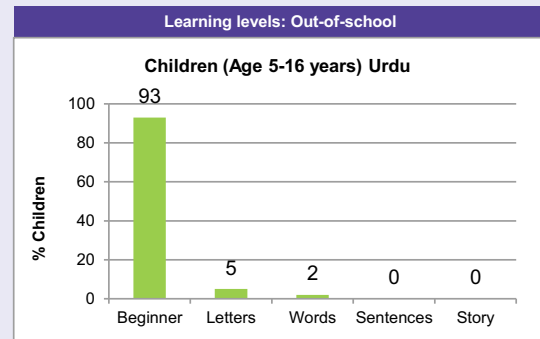 Learning levels: Out-of-school
Children (Age 5-16 years) Urdu
93
100
80
60
40
20
0
% Children
5
2
0
0
Beginner Letters Words Sentences Story